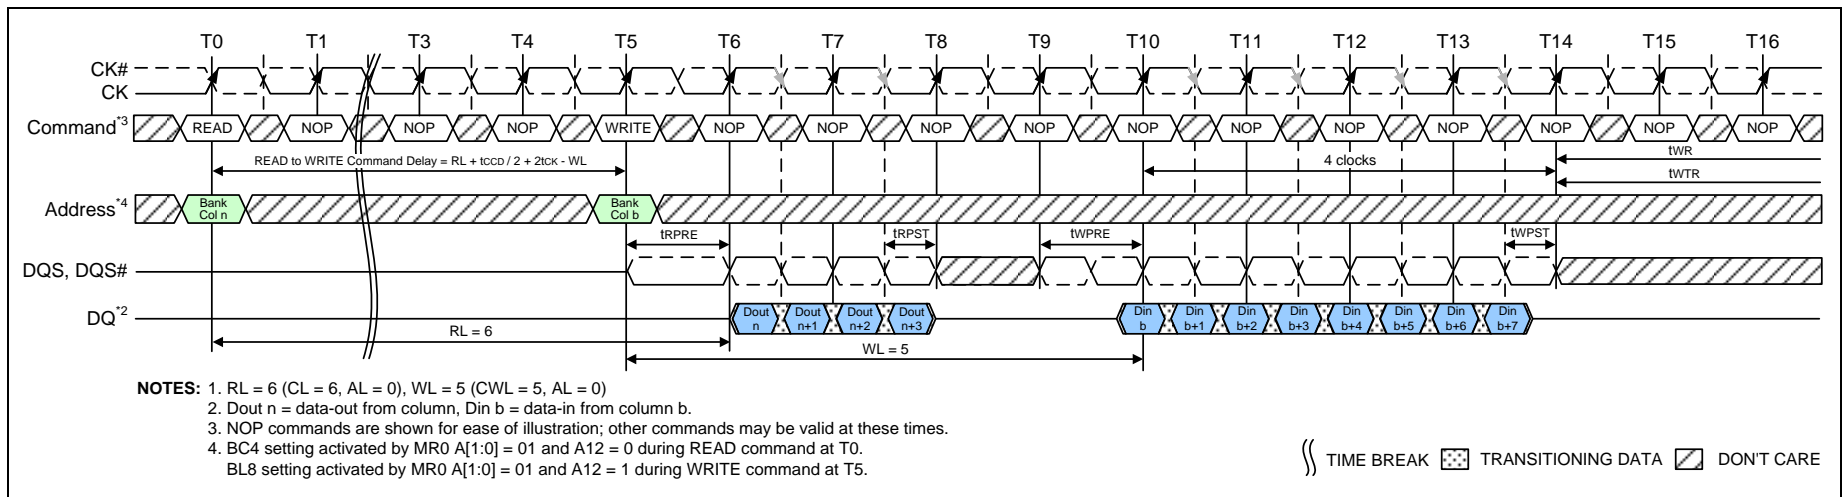 T0 T1 T3 T4 T5 T6 T7 T8 T9 T10 T11 T12 T13 T14 T15 T16
CK#
CK
Command*3 READ NOP NOP NOP WRITE NOP NOP NOP NOP NOP NOP NOP NOP NOP NOP NOP
READ to WRITE Command Delay = RL + tCCD / 2 + 2tCK - WL
4 clocks
tWR
tWTR
Address*4
Bank
Col n
Bank
Col b
tRPRE tRPST tWPRE tWPST
DQS, DQS#
DQ*2
Dout
n
Dout
n+1
Dout
n+2
Dout
n+3
Din
b
Din
b+1
Din
b+2
Din
b+3
Din
b+4
Din
b+5
Din
b+6
Din
b+7
RL = 6
WL = 5
NOTES: 1. RL = 6 (CL = 6, AL = 0), WL = 5 (CWL = 5, AL = 0)
2. Dout n = data-out from column, Din b = data-in from column b.
3. NOP commands are shown for ease of illustration; other commands may be valid at these times.
4. BC4 setting activated by MR0 A[1:0] = 01 and A12 = 0 during READ command at T0.
BL8 setting activated by MR0 A[1:0] = 01 and A12 = 1 during WRITE command at T5.
TIME BREAK TRANSITIONING DATA DON'T CARE